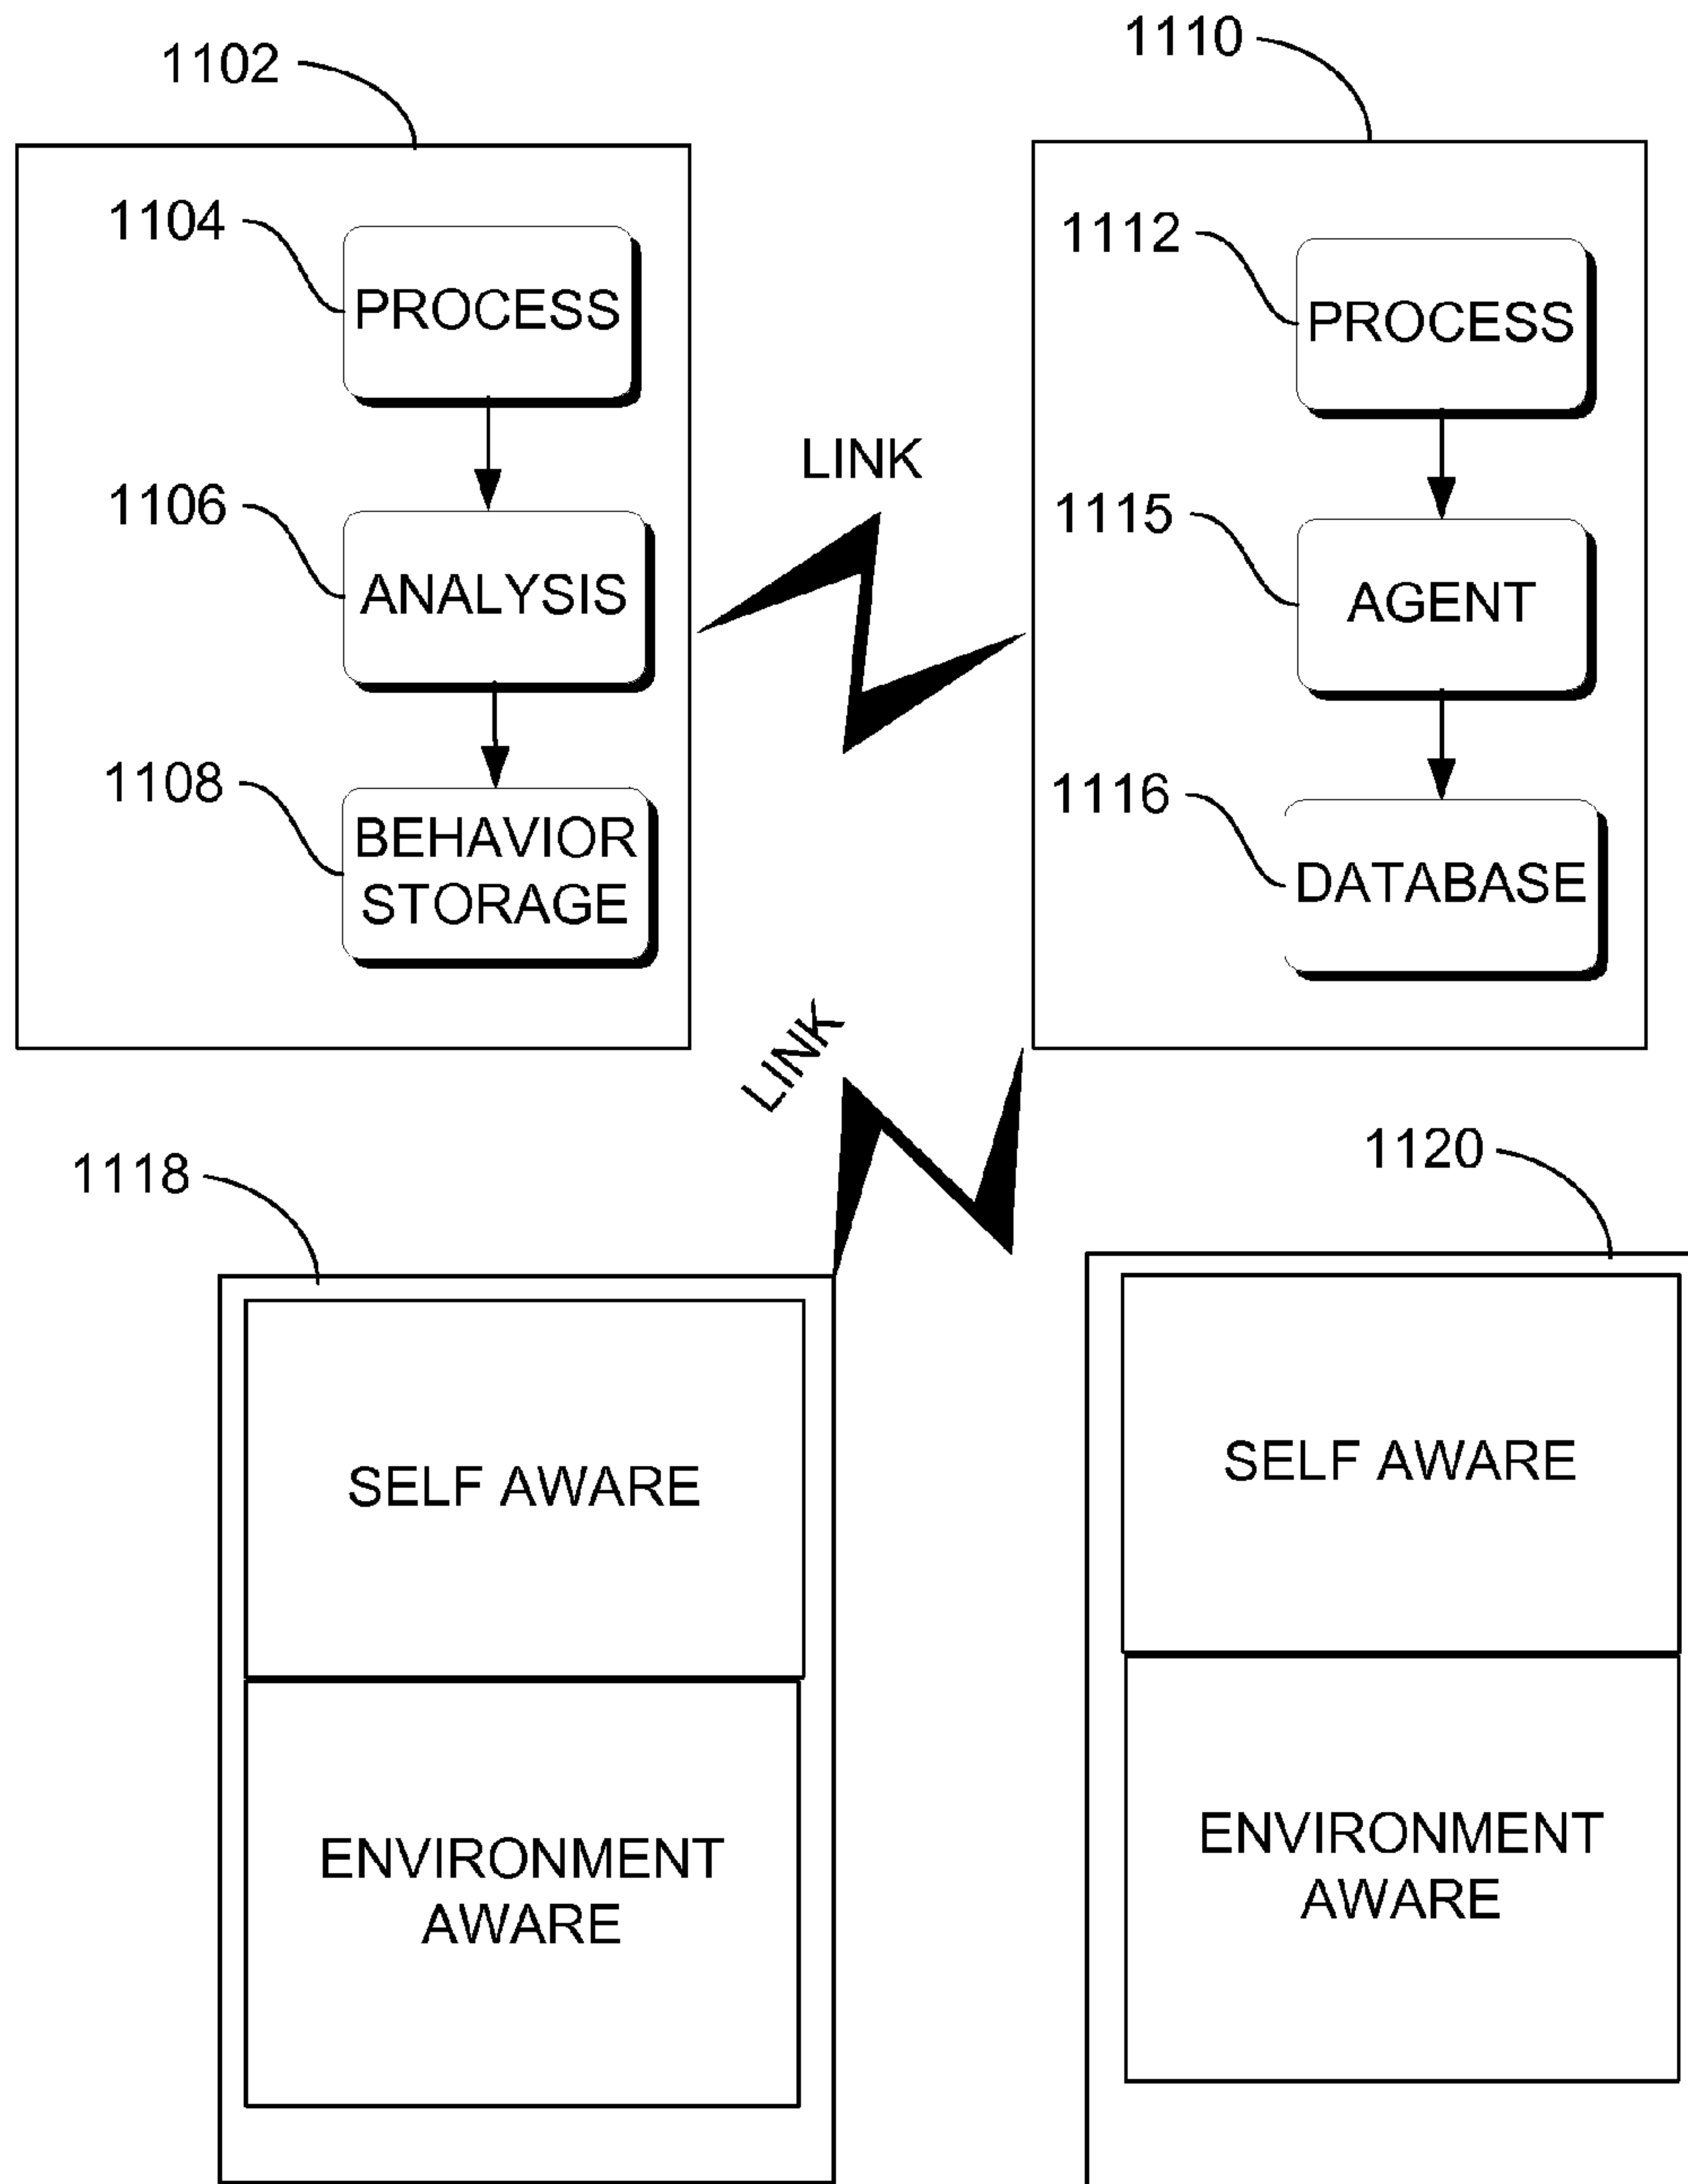 1102
1110
1104
PROCESS
1112
PROCESS
LINK
1106
ANALYSIS
1115
AGENT
1108
BEHAVIOR
STORAGE
1116
DATABASE
LINK
1118
1120
SELF AWARE
SELF AWARE
ENVIRONMENT
AWARE
ENVIRONMENT
AWARE